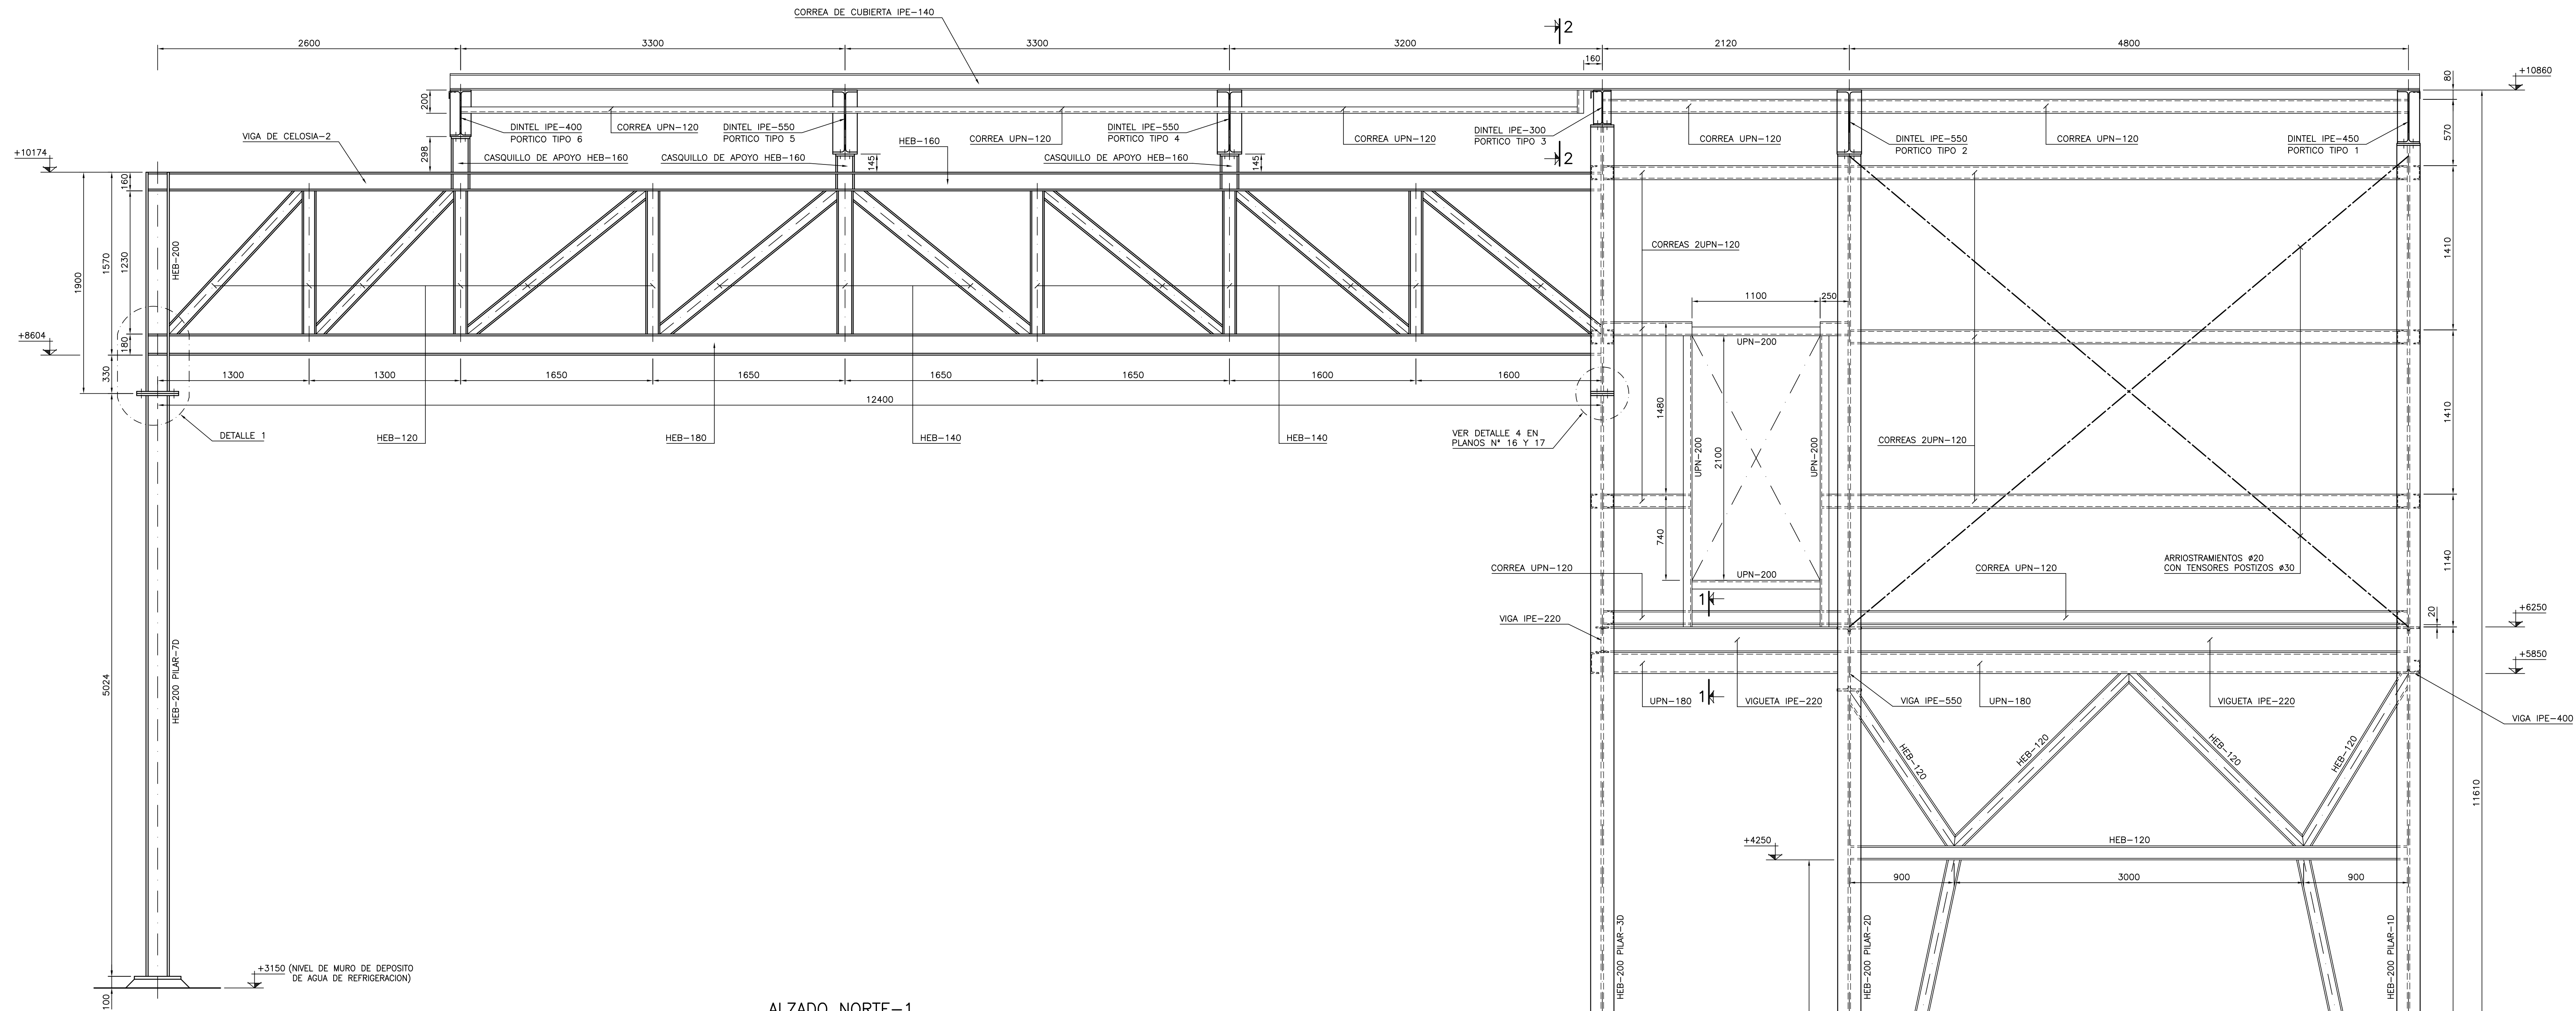 CORREA DE CUBIERTA IPE-140
2
2600
3300
3300
3200
2120
4800
160
80
+10860
200
DINTEL IPE-400
PORTICO TIPO 6
CORREA UPN-120
DINTEL IPE-550
PORTICO TIPO 5
CORREA UPN-120
DINTEL IPE-550
PORTICO TIPO 4
CORREA UPN-120
DINTEL IPE-300
PORTICO TIPO 3
CORREA UPN-120
DINTEL IPE-550
PORTICO TIPO 2
CORREA UPN-120
DINTEL IPE-450
PORTICO TIPO 1
570
VIGA DE CELOSIA-2
HEB-160
298
CASQUILLO DE APOYO HEB-160
CASQUILLO DE APOYO HEB-160
145
CASQUILLO DE APOYO HEB-160
145
2
+10174
160
1900
1570
1230
HEB-200
CORREAS 2UPN-120
1410
1100
250
+8604
180
330
UPN-200
1300
1300
1650
1650
1650
1650
1600
1600
12400
1410
1480
DETALLE 1
HEB-120
HEB-180
HEB-140
HEB-140
VER DETALLE 4 EN
PLANOS Nº 16 Y 17
UPN-200
2100
UPN-200
CORREAS 2UPN-120
740
1140
ARRIOSTRAMIENTOS ø20
CON TENSORES POSTIZOS ø30
CORREA UPN-120
UPN-200
CORREA UPN-120
1
20
+6250
VIGA IPE-220
5024
HEB-200 PILAR-7D
+5850
UPN-180
1
VIGUETA IPE-220
VIGA IPE-550
UPN-180
VIGUETA IPE-220
VIGA IPE-400
HEB-120
HEB-120
HEB-120
HEB-120
11610
+4250
HEB-120
900
3000
900
HEB-200 PILAR-3D
HEB-200 PILAR-2D
HEB-200 PILAR-1D
+3150 (NIVEL DE MURO DE DEPOSITO
DE AGUA DE REFRIGERACION)
100
ALZADO NORTE-1